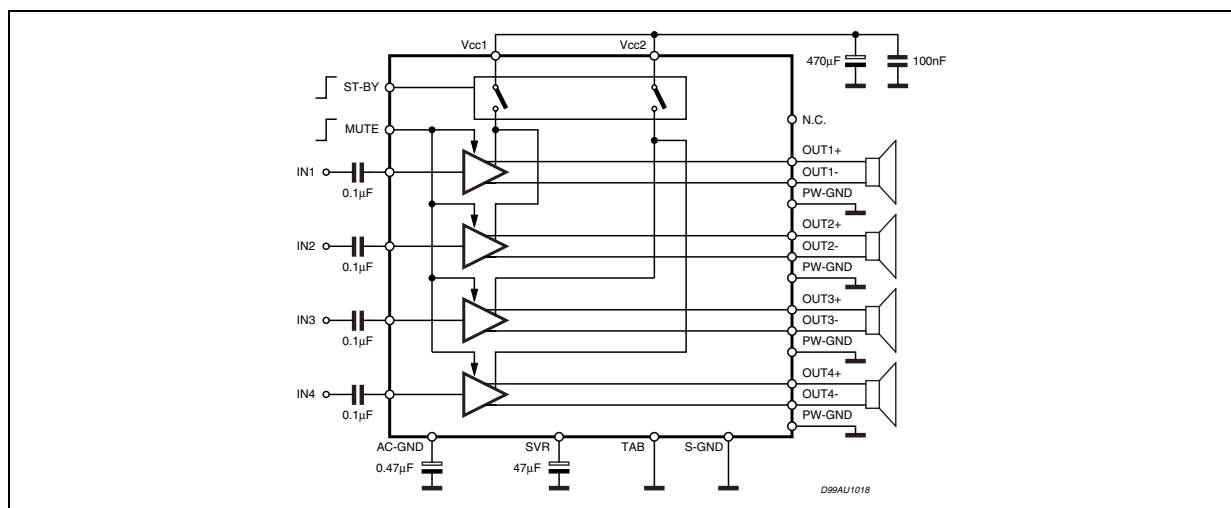 Vcc1
Vcc2
470µF
100nF
ST-BY
N.C.
MUTE
OUT1+
IN1
OUT1-
0.1µF
PW-GND
OUT2+
IN2
OUT2-
0.1µF
PW-GND
OUT3+
IN3
OUT3-
0.1µF
PW-GND
OUT4+
IN4
OUT4-
0.1µF
PW-GND
AC-GND
SVR
TAB
S-GND
0.47µF
47µF
D99AU1018